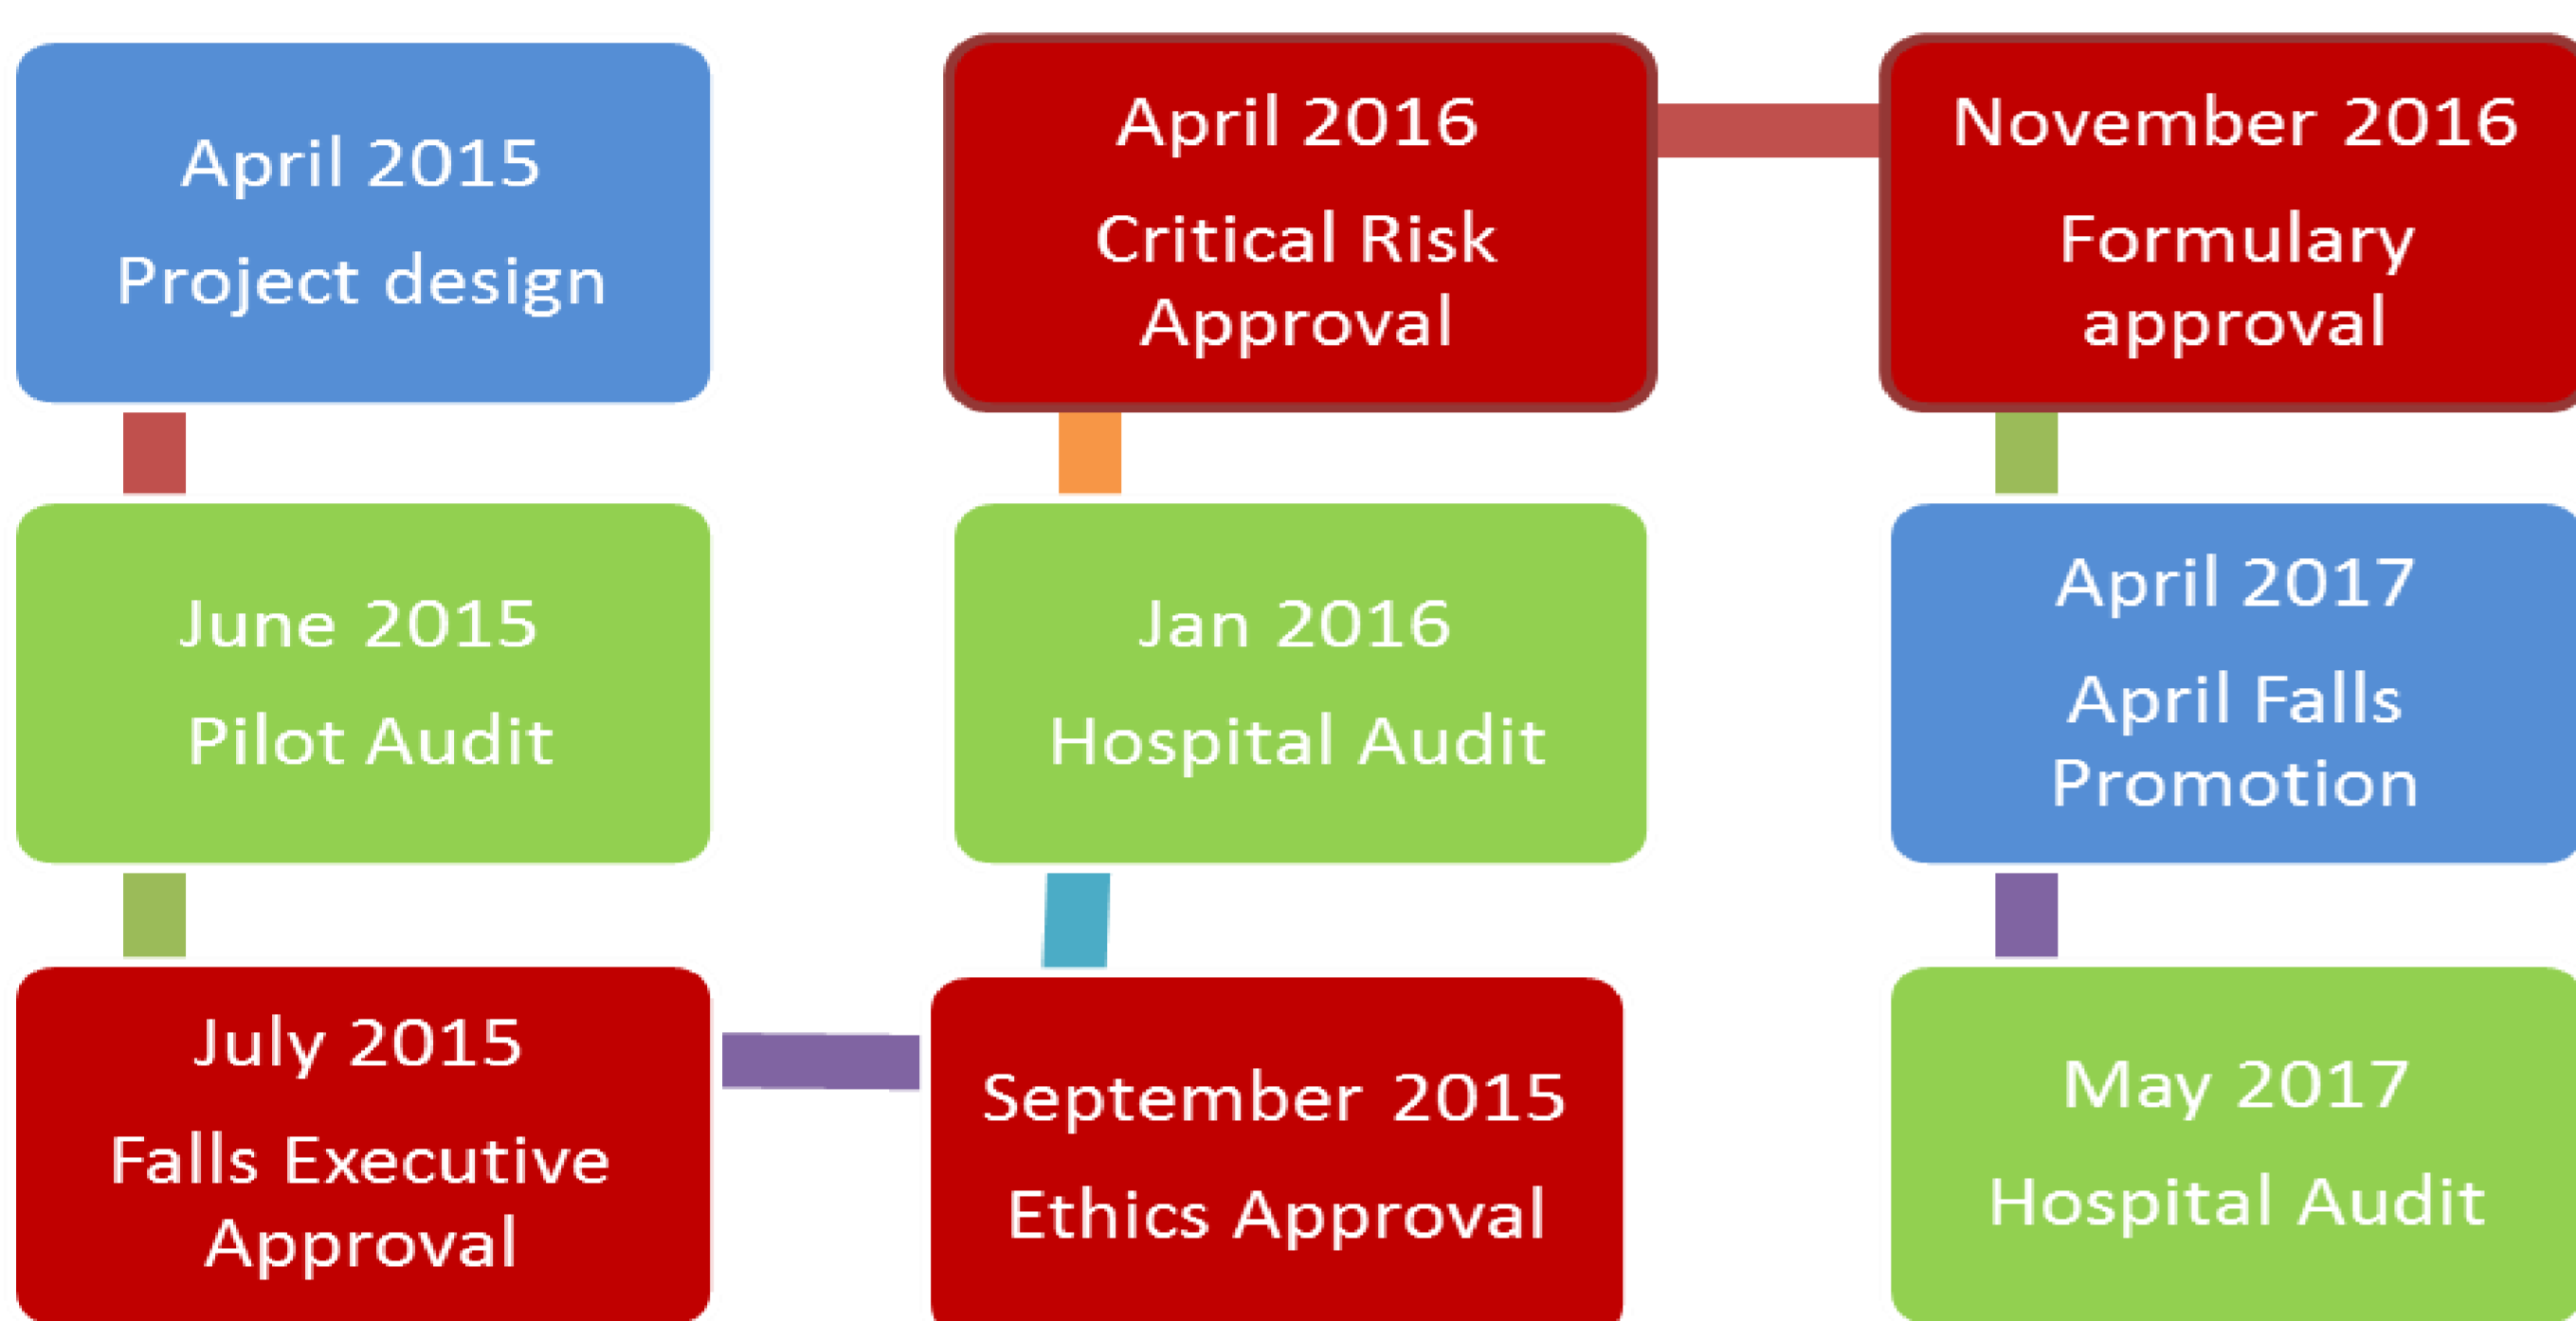 April 2015
Project design
June 2015
Pilot Audit
July 2015
Falls Executive
Approval
September 2015
Ethics Approval
Jan 2016
Hospital Audit
April 2016
Critical Risk
Approval
November 2016
Formulary
approval
April 2017
April Falls
Promotion
May 2017
Hospital Audit